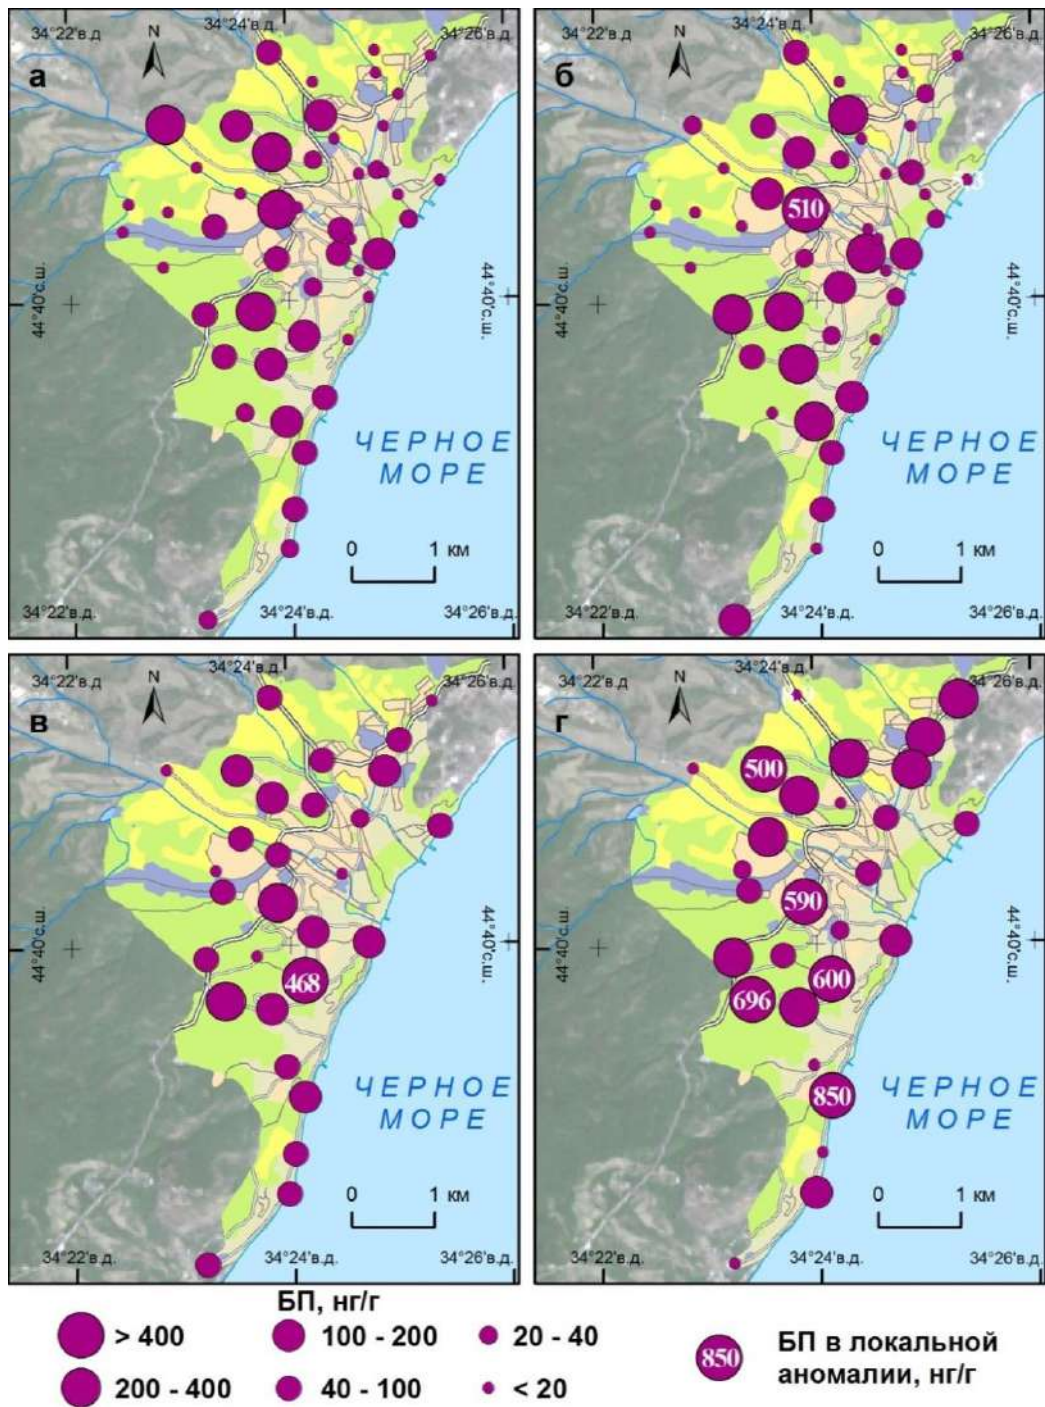 34°22'в.д.
34°24'в.д
34°26'в.д.
N
а
44°40'с.ш.
44°40'с.ш.
ЧЕРНОЕ
МОРЕ
0 1 км
34°22'в.д.
34°24'в.д.
34°26'в.д.
34°22'в.д.
34°24'в.д
34°26'в.д.
N
б
510
44°40'с.ш.
44°40'с.ш.
ЧЕРНОЕ
МОРЕ
0 1 км
34°22'в.д.
34°24'в.д.
34°26'в.д.
34°22'в.д
34°24'в.д
34°26'в.д.
N
в
468
44°40'с.ш.
44°40'с.ш.
ЧЕРНОЕ
МОРЕ
0 1 км
34°22'в.д.
34°24'в.д.
34°26'в.д.
34°22'в.д
34°24'в.д
34°26'в.д.
N
г
500
590
600
696
850
44°40'с.ш.
44°40'с.ш.
ЧЕРНОЕ
МОРЕ
0 1 км
34°22'в.д.
34°24'в.д.
34°26'в.д.
БП, нг/г
> 400 100 - 200 20 - 40
200 - 400 40 - 100 < 20
850 БП в локальной
аномалии, нг/г